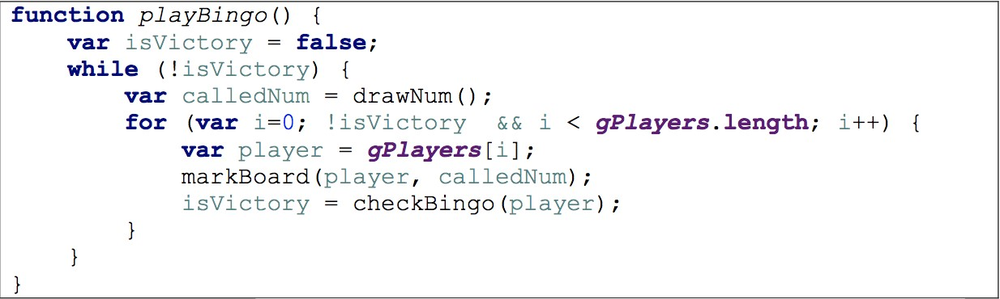 function playBingo() {
    var isVictory = false;
    while (!isVictory) {
        var calledNum = drawNum();
        for (var i=0; !isVictory  && i < gPlayers.length; i++) {
            var player = gPlayers[i];
            markBoard(player, calledNum);
            isVictory = checkBingo(player);
        }
    }
}